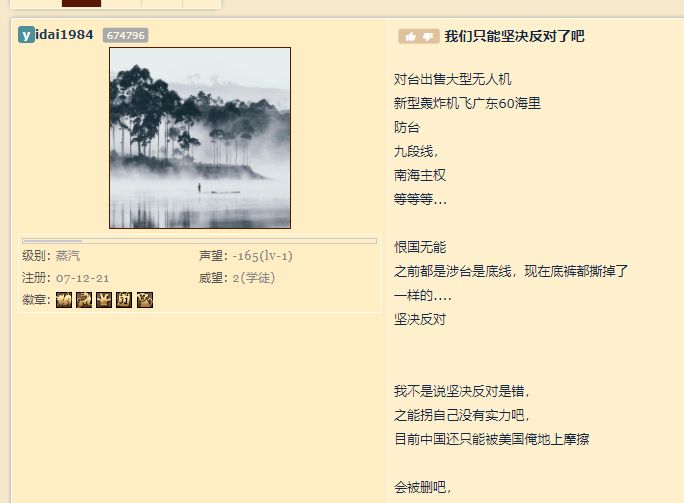 yidai1984 674796
级别: 蒸汽 声望: -165(lv-1)
注册: 07-12-21 威望: 2(学徒)
徽章:
我们只能坚决反对了吧
对台出售大型无人机
新型轰炸机飞广东60海里
防台
九段线，
南海主权
等等等...
恨国无能
之前都是涉台是底线，现在底裤都撕掉了
一样的....
坚决反对
我不是说坚决反对是错，
之能拐自己没有实力吧，
目前中国还只能被美国俺地上摩擦
会被删吧，